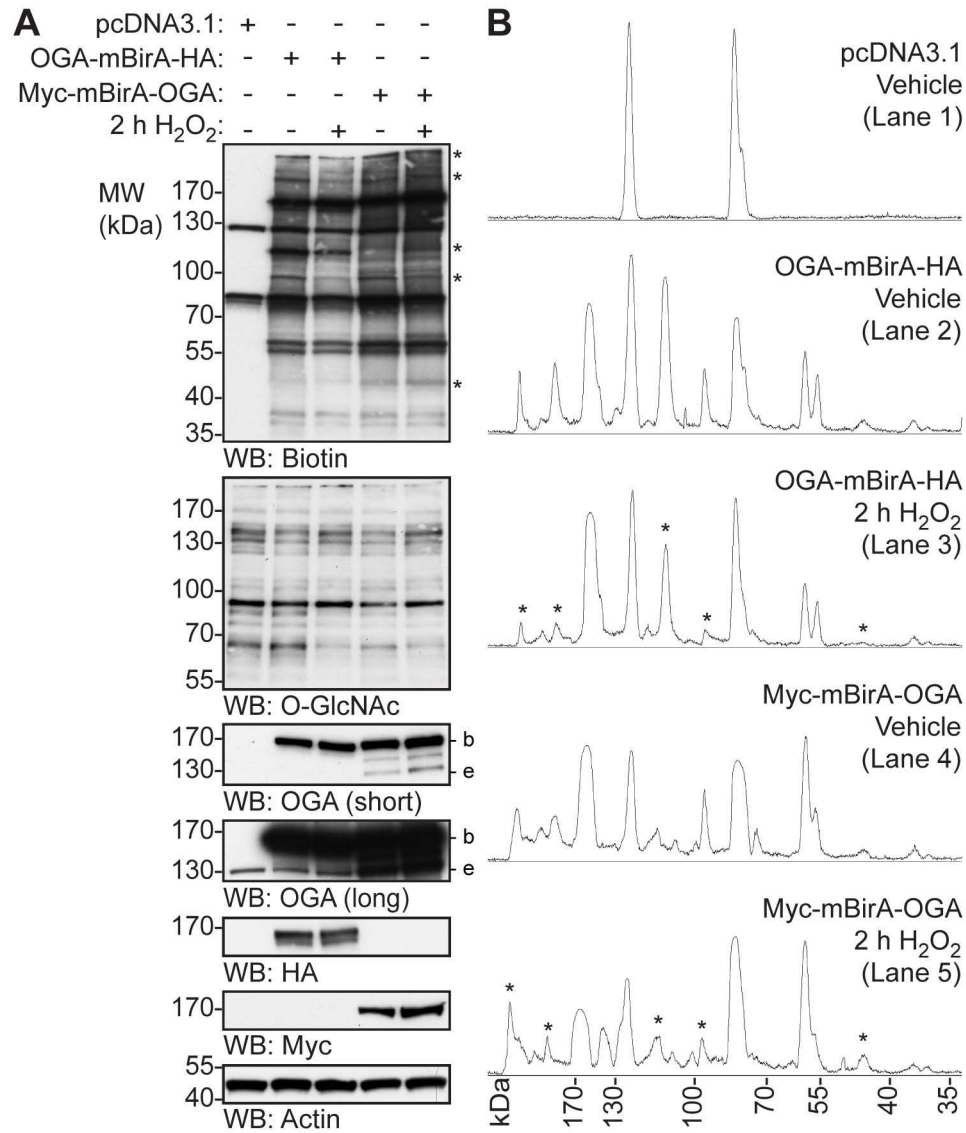 A
pcDNA3.1: + - - - -
OGA-mBirA-HA: - + + - -
Myc-mBirA-OGA: - - - + +
2 h H₂O₂: - - + - +
MW
(kDa)
170-
130-
100-
70-
55-
40-
35-
*
*
*
*
*
WB: Biotin
170-
130-
100-
70-
55-
WB: O-GlcNAc
170-
130-
- b
- e
WB: OGA (short)
170-
130-
- b
- e
WB: OGA (long)
170-
WB: HA
170-
WB: Myc
55-
40-
WB: Actin
B
pcDNA3.1
Vehicle
(Lane 1)
OGA-mBirA-HA
Vehicle
(Lane 2)
OGA-mBirA-HA
2 h H₂O₂
(Lane 3)
* * * * *
Myc-mBirA-OGA
Vehicle
(Lane 4)
Myc-mBirA-OGA
2 h H₂O₂
(Lane 5)
* * * * *
kDa 170- 130- 100- 70- 55- 40- 35-